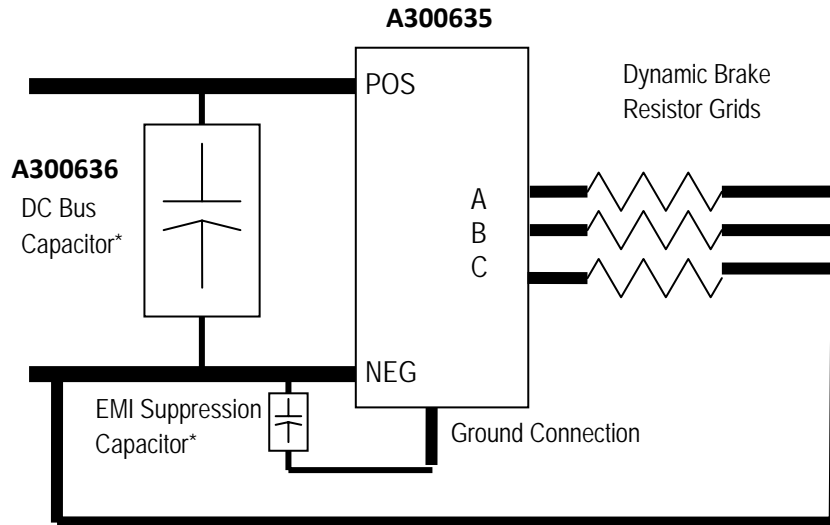 A300635
POS
Dynamic Brake
Resistor Grids
A300636
DC Bus
Capacitor*
A
B
C
NEG
EMI Suppression
Capacitor*
Ground Connection